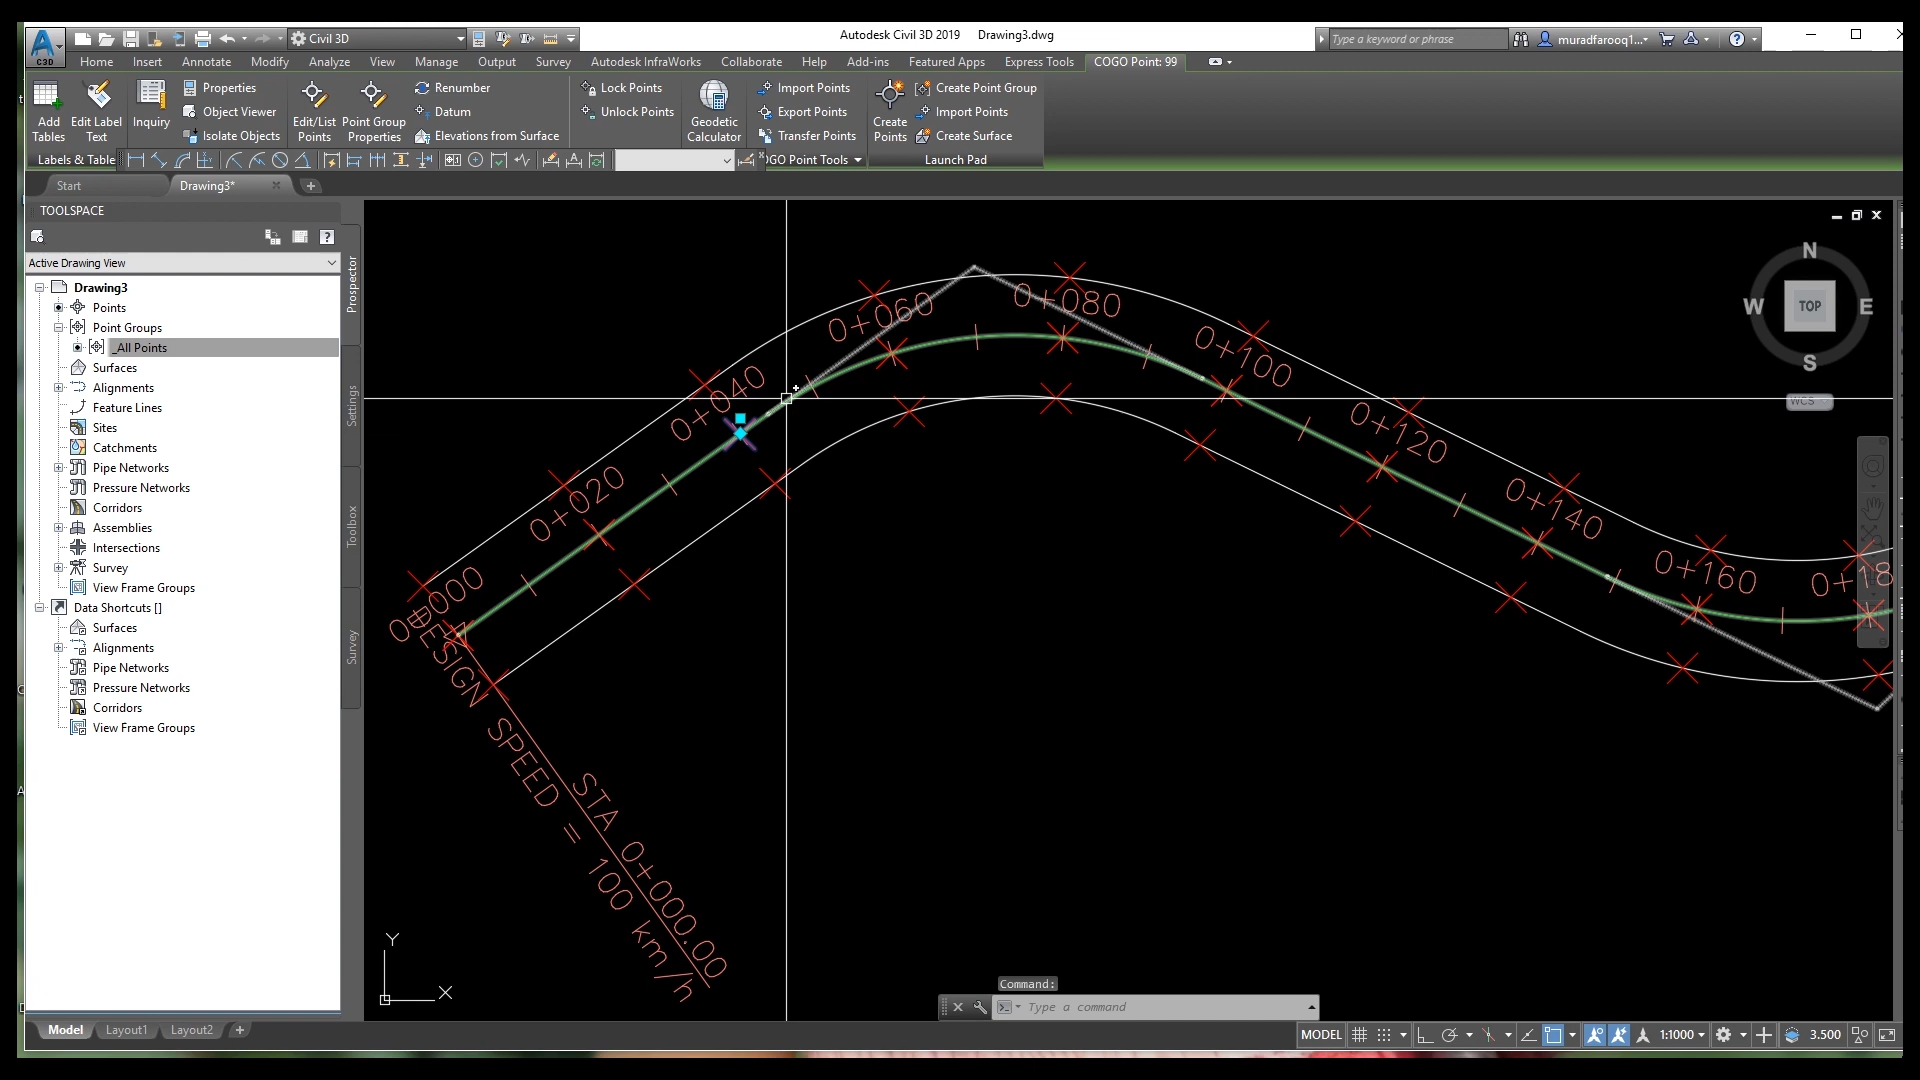 C3D
Civil 3D
Autodesk Civil 3D 2019 Drawing3.dwg
Type a keyword or phrase
muradfarooq1...
Home Insert Annotate Modify Analyze View Manage Output Survey Autodesk InfraWorks Collaborate Help Add-ins Featured Apps Express Tools COGO Point: 99
Add Tables
Edit Label Text
Inquiry
Properties
Object Viewer
Isolate Objects
Edit/List Points
Point Group Properties
Renumber
Datum
Elevations from Surface
Lock Points
Unlock Points
Geodetic Calculator
Import Points
Export Points
Transfer Points
Create Points
Create Point Group
Import Points
Create Surface
Labels & Table
OGO Point Tools
Launch Pad
Start
Drawing3*
TOOLSPACE
Active Drawing View
Drawing3
Points
Point Groups
_All Points
Surfaces
Alignments
Feature Lines
Sites
Catchments
Pipe Networks
Pressure Networks
Corridors
Assemblies
Intersections
Survey
View Frame Groups
Data Shortcuts []
Surfaces
Alignments
Pipe Networks
Pressure Networks
Corridors
View Frame Groups
Prospector
Settings
Toolbox
Survey
N
W
TOP
E
S
WCS
0+000
0+020
0+040
0+060
0+080
0+100
0+120
0+140
0+160
0+18
DESIGN SPEED = 100 km/h
STA 0+000.00
Y
X
Command:
Type a command
Model Layout1 Layout2
MODEL
1:1000
3.500